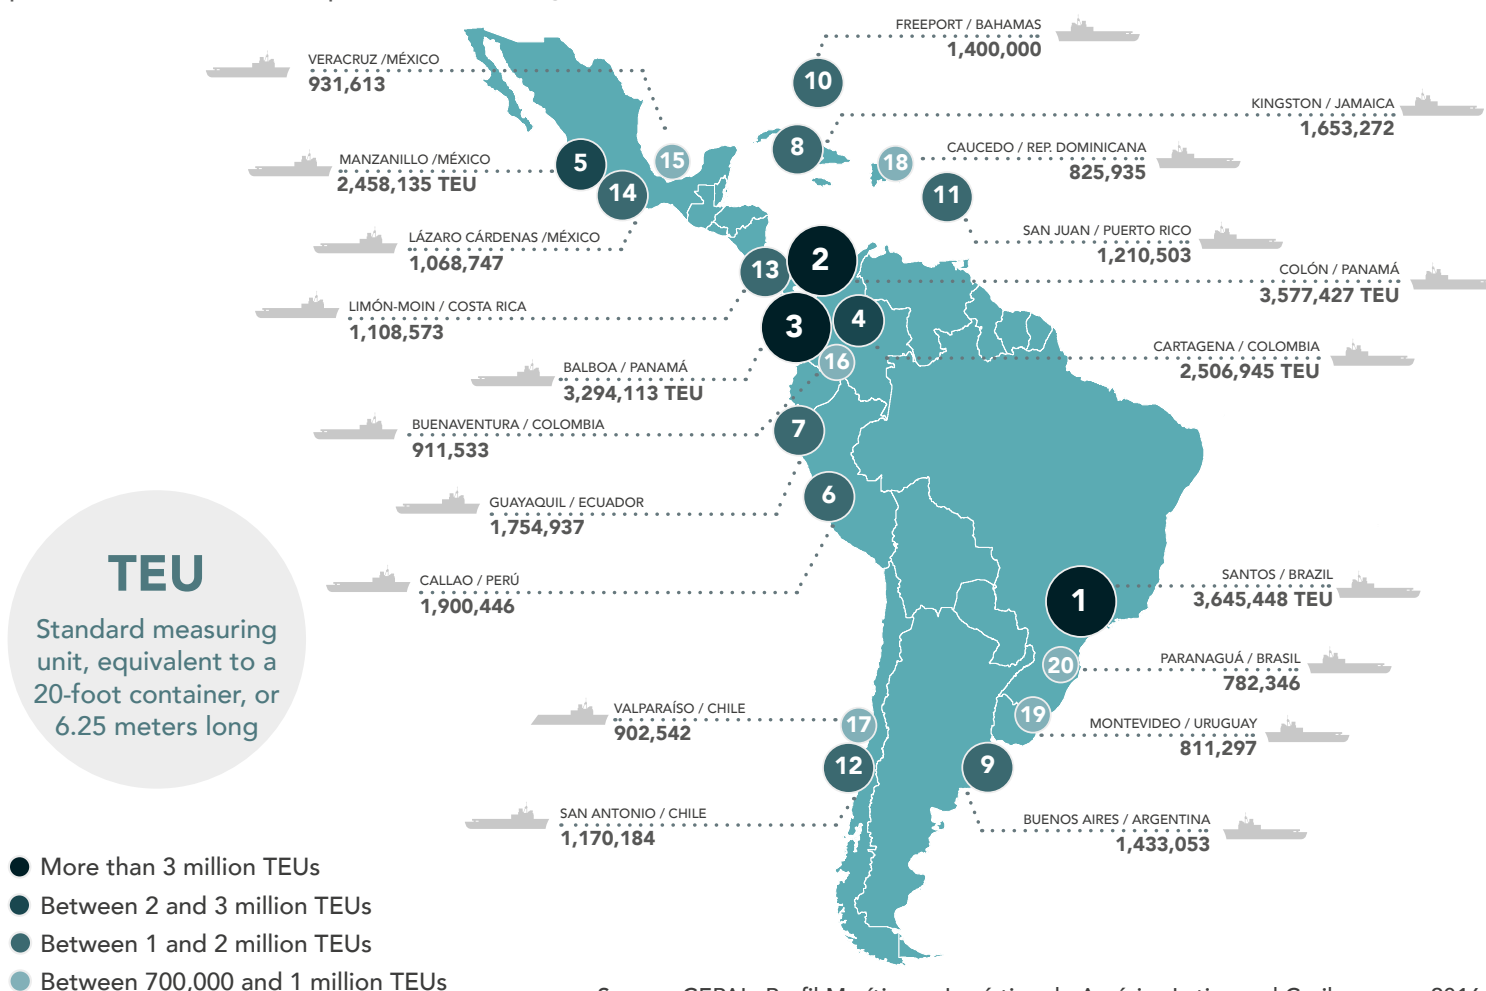 FREEPORT / BAHAMAS
1,400,000
VERACRUZ /MÉXICO
931,613
10
KINGSTON / JAMAICA
1,653,272
MANZANILLO /MÉXICO
2,458,135 TEU
5
15
8
18
CAUCEDO / REP. DOMINICANA
825,935
14
11
LÁZARO CÁRDENAS /MÉXICO
1,068,747
SAN JUAN / PUERTO RICO
1,210,503
13
2
COLÓN / PANAMÁ
3,577,427 TEU
LIMÓN-MOIN / COSTA RICA
1,108,573
3
4
CARTAGENA / COLOMBIA
2,506,945 TEU
16
BALBOA / PANAMÁ
3,294,113 TEU
BUENAVENTURA / COLOMBIA
911,533
7
GUAYAQUIL / ECUADOR
1,754,937
6
CALLAO / PERÚ
1,900,446
TEU
Standard measuring
unit, equivalent to a
20-foot container, or
6.25 meters long
1
SANTOS / BRAZIL
3,645,448 TEU
20
PARANAGUÁ / BRASIL
782,346
VALPARAÍSO / CHILE
902,542
17
19
MONTEVIDEO / URUGUAY
811,297
12
9
SAN ANTONIO / CHILE
1,170,184
BUENOS AIRES / ARGENTINA
1,433,053
More than 3 million TEUs
Between 2 and 3 million TEUs
Between 1 and 2 million TEUs
Between 700,000 and 1 million TEUs